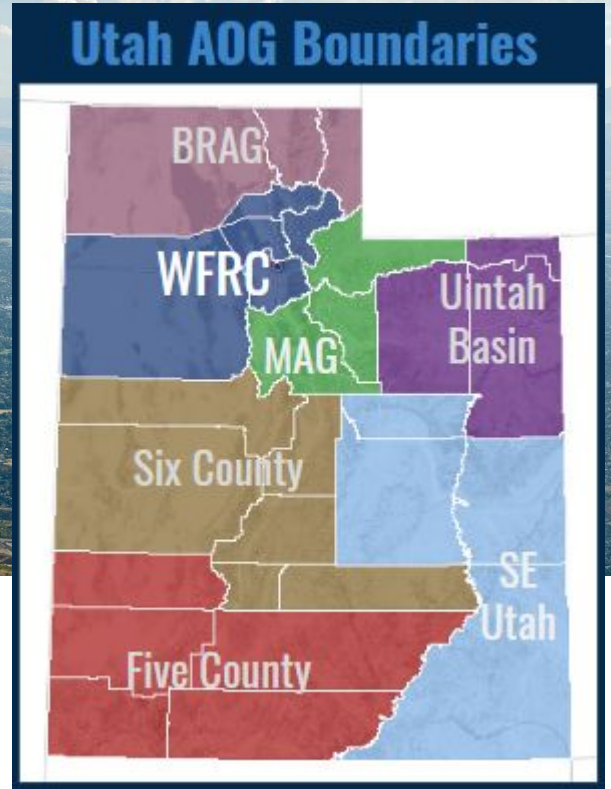 Utah AOG Boundaries
BRAG
WFRC
Uintah
Basin
MAG
Six County
SE
Utah
Five County